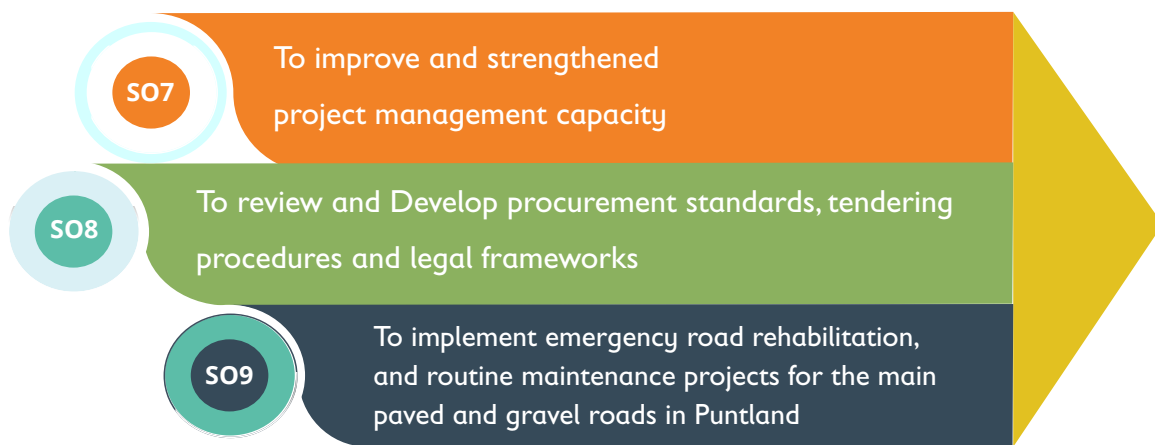 SO7
To improve and strengthened
project management capacity
SO8
To review and Develop procurement standards, tendering
procedures and legal frameworks
SO9
To implement emergency road rehabilitation,
and routine maintenance projects for the main
paved and gravel roads in Puntland